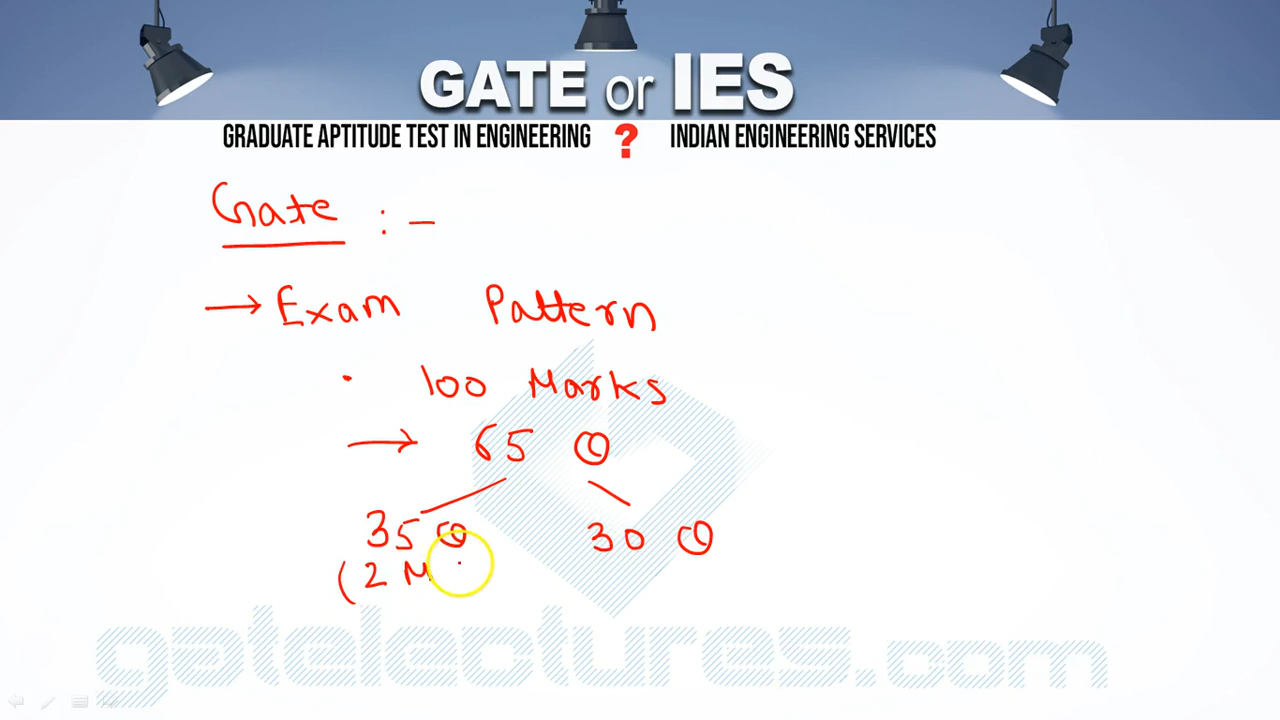 GATE or IES
GRADUATE APTITUDE TEST IN ENGINEERING ? INDIAN ENGINEERING SERVICES
Gate : -
→ Exam Pattern
• 100 Marks
→ 65 Q
35 Q 30 Q
(2 M
gatelectures.com